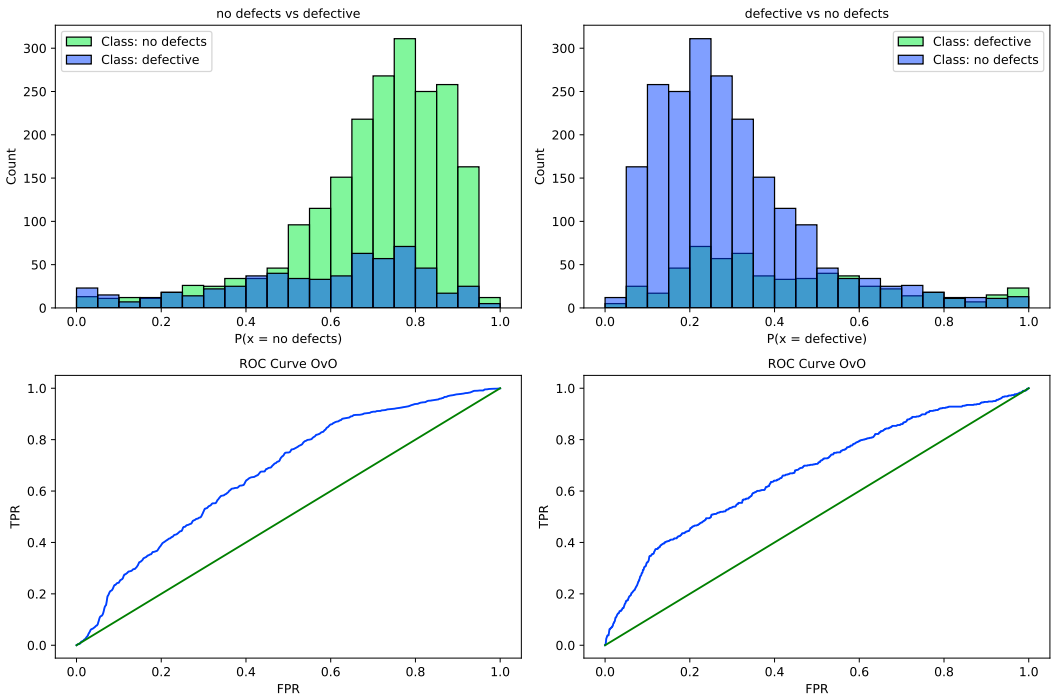 no defects vs defective
Class: no defects
Class: defective
300
250
200
150
100
50
0
Count
0.0 0.2 0.4 0.6 0.8 1.0
P(x = no defects)
defective vs no defects
Class: defective
Class: no defects
300
250
200
150
100
50
0
Count
0.0 0.2 0.4 0.6 0.8 1.0
P(x = defective)
ROC Curve OvO
1.0
0.8
0.6
0.4
0.2
0.0
TPR
0.0 0.2 0.4 0.6 0.8 1.0
FPR
ROC Curve OvO
1.0
0.8
0.6
0.4
0.2
0.0
TPR
0.0 0.2 0.4 0.6 0.8 1.0
FPR